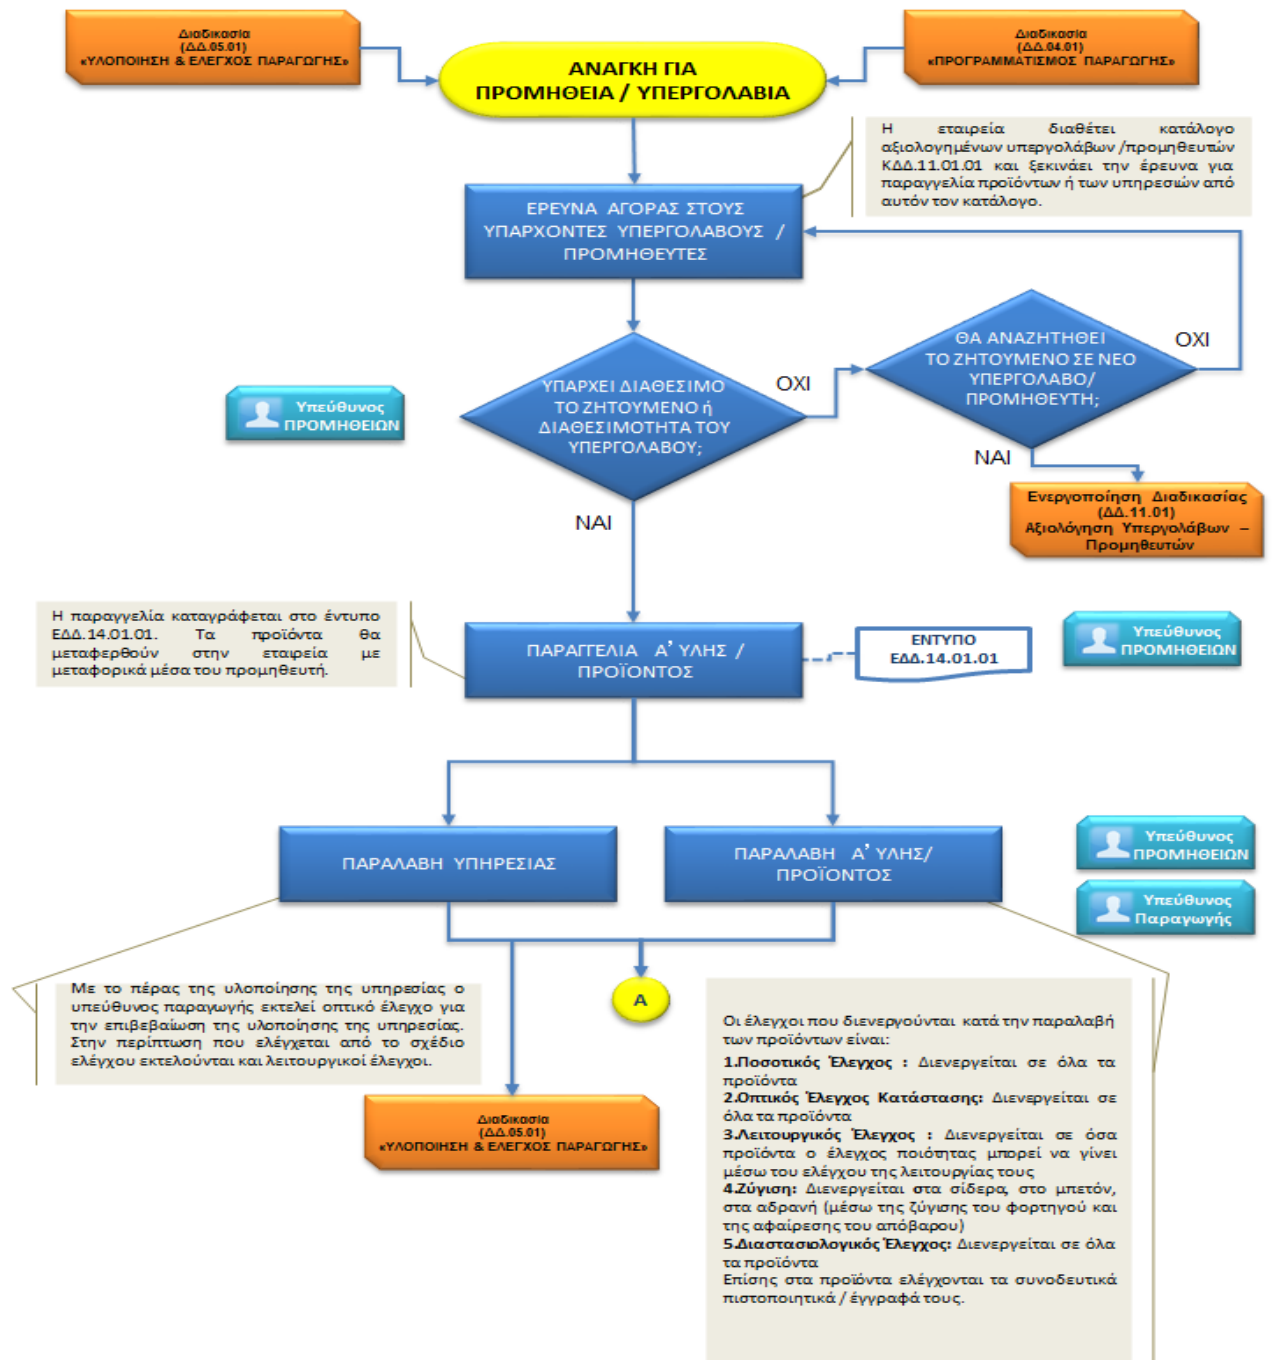 Διαδικασία
(ΔΔ.05.01)
«ΥΛΟΠΟΙΗΣΗ & ΕΛΕΓΧΟΣ ΠΑΡΑΓΩΓΗΣ»
ΑΝΑΓΚΗ ΓΙΑ
ΠΡΟΜΗΘΕΙΑ / ΥΠΕΡΓΟΛΑΒΙΑ
Διαδικασία
(ΔΔ.04.01)
«ΠΡΟΓΡΑΜΜΑΤΙΣΜΟΣ ΠΑΡΑΓΩΓΗΣ»
Η εταιρεία διαθέτει κατάλογο
αξιολογημένων υπεργολάβων /προμηθευτών
ΚΔΔ.11.01.01 και ξεκινάει την έρευνα για
παραγγελία προϊόντων ή των υπηρεσιών από
αυτόν τον κατάλογο.
ΕΡΕΥΝΑ ΑΓΟΡΑΣ ΣΤΟΥΣ
ΥΠΑΡΧΟΝΤΕΣ ΥΠΕΡΓΟΛΑΒΟΥΣ /
ΠΡΟΜΗΘΕΥΤΕΣ
ΘΑ ΑΝΑΖΗΤΗΘΕΙ
ΤΟ ΖΗΤΟΥΜΕΝΟ ΣΕ ΝΕΟ
ΥΠΕΡΓΟΛΑΒΟ/
ΠΡΟΜΗΘΕΥΤΗ;
ΟΧΙ
ΥΠΑΡΧΕΙ ΔΙΑΘΕΣΙΜΟ
ΤΟ ΖΗΤΟΥΜΕΝΟ ή
ΔΙΑΘΕΣΙΜΟΤΗΤΑ ΤΟΥ
ΥΠΕΡΓΟΛΑΒΟΥ;
ΟΧΙ
Υπεύθυνος
ΠΡΟΜΗΘΕΙΩΝ
ΝΑΙ
ΝΑΙ
Ενεργοποίηση Διαδικασίας
(ΔΔ.11.01)
Αξιολόγηση Υπεργολάβων –
Προμηθευτών
Η παραγγελία καταγράφεται στο έντυπο
ΕΔΔ.14.01.01. Τα προϊόντα θα
μεταφερθούν στην εταιρεία με
μεταφορικά μέσα του προμηθευτή.
ΠΑΡΑΓΓΕΛΙΑ Α' ΥΛΗΣ /
ΠΡΟΪΟΝΤΟΣ
ΕΝΤΥΠΟ
ΕΔΔ.14.01.01
Υπεύθυνος
ΠΡΟΜΗΘΕΙΩΝ
ΠΑΡΑΛΑΒΗ ΥΠΗΡΕΣΙΑΣ
ΠΑΡΑΛΑΒΗ Α' ΥΛΗΣ/
ΠΡΟΪΟΝΤΟΣ
Υπεύθυνος
ΠΡΟΜΗΘΕΙΩΝ
Υπεύθυνος
Παραγωγής
Με το πέρας της υλοποίησης της υπηρεσίας ο
υπεύθυνος παραγωγής εκτελεί οπτικό έλεγχο για
την επιβεβαίωση της υλοποίησης της υπηρεσίας.
Στην περίπτωση που ελέγχεται από το σχέδιο
ελέγχου εκτελούνται και λειτουργικοί έλεγχοι.
Α
Διαδικασία
(ΔΔ.05.01)
«ΥΛΟΠΟΙΗΣΗ & ΕΛΕΓΧΟΣ ΠΑΡΑΓΩΓΗΣ»
Οι έλεγχοι που διενεργούνται κατά την παραλαβή
των προϊόντων είναι:
1.Ποσοτικός Έλεγχος : Διενεργείται σε όλα τα
προϊόντα
2.Οπτικός Έλεγχος Κατάστασης: Διενεργείται σε
όλα τα προϊόντα
3.Λειτουργικός Έλεγχος : Διενεργείται σε όσα
προϊόντα ο έλεγχος ποιότητας μπορεί να γίνει
μέσω του ελέγχου της λειτουργίας τους
4.Ζύγιση: Διενεργείται στα σίδερα, στο μπετόν,
στα αδρανή (μέσω της ζύγισης του φορτηγού και
της αφαίρεσης του απόβαρου)
5.Διαστασιολογικός Έλεγχος: Διενεργείται σε όλα
τα προϊόντα
Επίσης στα προϊόντα ελέγχονται τα συνοδευτικά
πιστοποιητικά / έγγραφά τους.